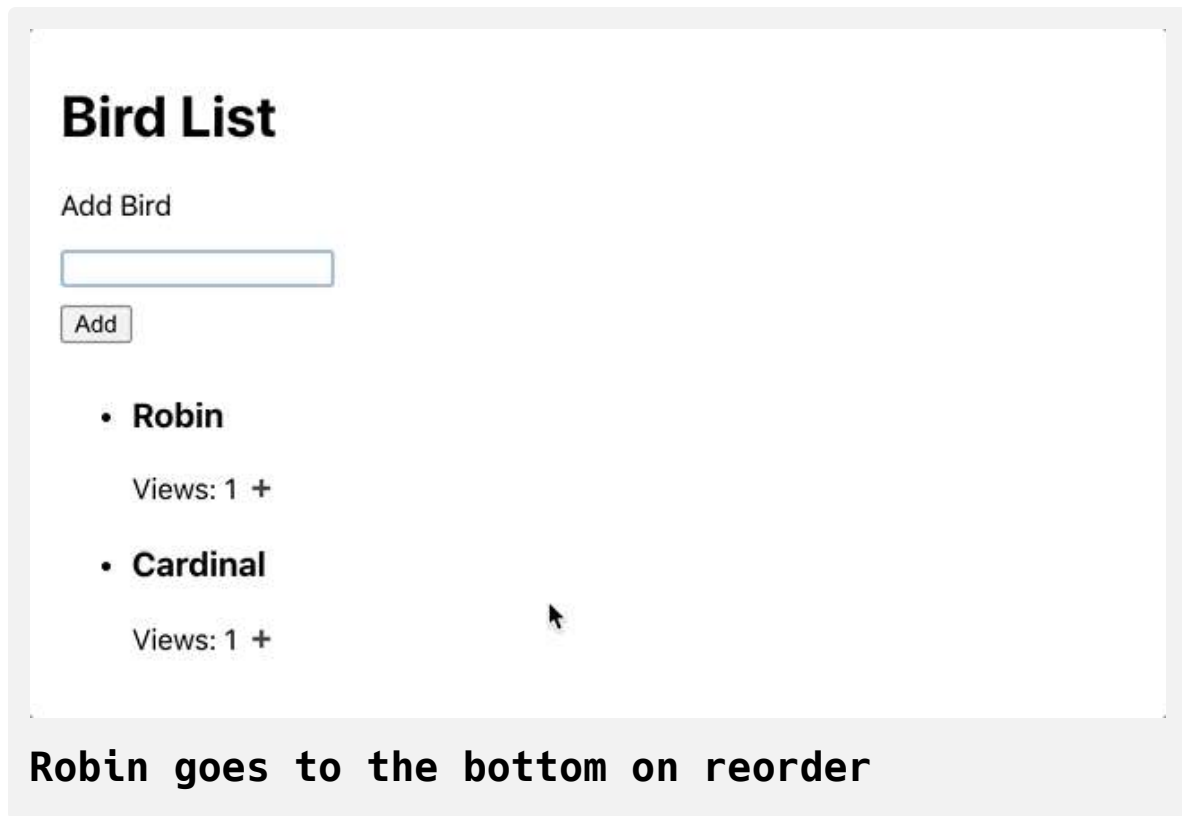 Bird List
Add Bird
Add
• Robin
Views: 1 +
• Cardinal
Views: 1 +
Robin goes to the bottom on reorder